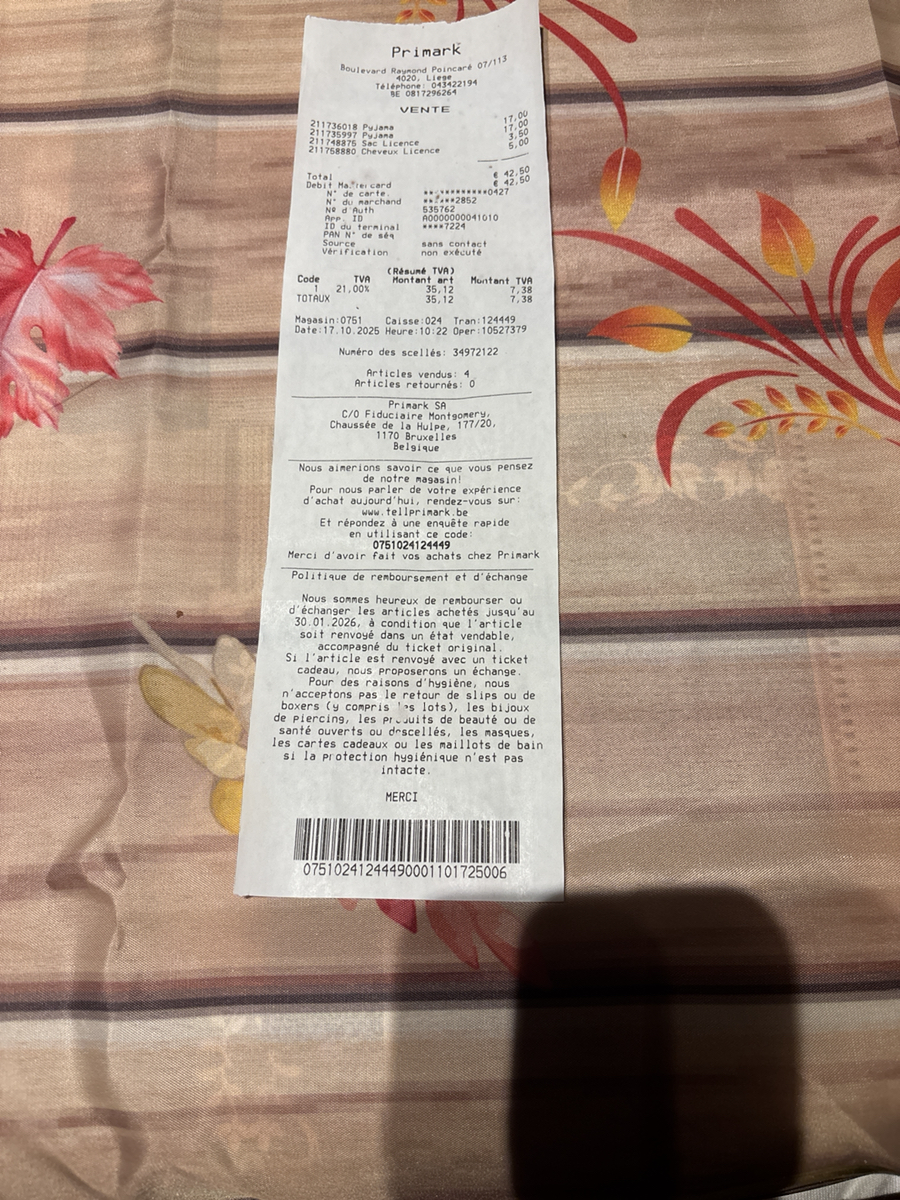 Primark
Boulevard Raymond Poincaré 07/113
4020, Liege
Téléphone: 043422194
BE 0817296264
VENTE
211736018 Pyjama 17,00
211735997 Pyjama 17,00
211748875 Sac Licence 3,50
211758880 Cheveux Licence 5,00
Total € 42,50
Debit Mastercard € 42,50
N° de carte. ************0427
N° du marchand ******2852
Nº d'Auth 535762
App. ID A0000000041010
ID du terminal ****7224
PAN N° de séq
Source sans contact
Vérification non exécuté
(Résumé TVA)
Code TVA Montant art Montant TVA
1 21,00% 35,12 7,38
TOTAUX 35,12 7,38
Magasin:0751 Caisse:024 Tran:124449
Date:17.10.2025 Heure:10:22 Oper:10527379
Numéro des scellés: 34972122
Articles vendus: 4
Articles retournés: 0
Primark SA
C/O Fiduciaire Montgomery,
Chaussée de la Hulpe, 177/20,
1170 Bruxelles
Belgique
Nous aimerions savoir ce que vous pensez
de notre magasin!
Pour nous parler de votre expérience
d'achat aujourd'hui, rendez-vous sur:
www.tellprimark.be
Et répondez à une enquête rapide
en utilisant ce code:
0751024124449
Merci d'avoir fait vos achats chez Primark
Politique de remboursement et d'échange
Nous sommes heureux de rembourser ou
d'échanger les articles achetés jusqu'au
30.01.2026, à condition que l'article
soit renvoyé dans un état vendable,
accompagné du ticket original.
Si l'article est renvoyé avec un ticket
cadeau, nous proposerons un échange.
Pour des raisons d'hygiène, nous
n'acceptons pas le retour de slips ou de
boxers (y compris les lots), les bijoux
de piercing, les produits de beauté ou de
santé ouverts ou descellés, les masques,
les cartes cadeaux ou les maillots de bain
si la protection hygiénique n'est pas
intacte.
MERCI
07510241244490001101725006